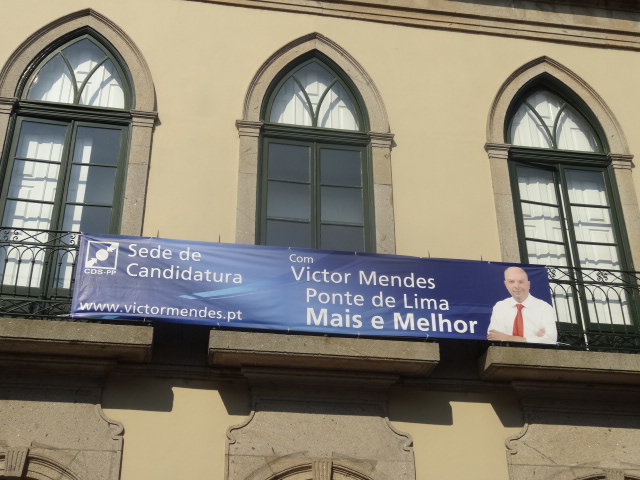 CDS-PP
Sede de
Candidatura
www.victormendes.pt
Com
Victor Mendes
Ponte de Lima
Mais e Melhor